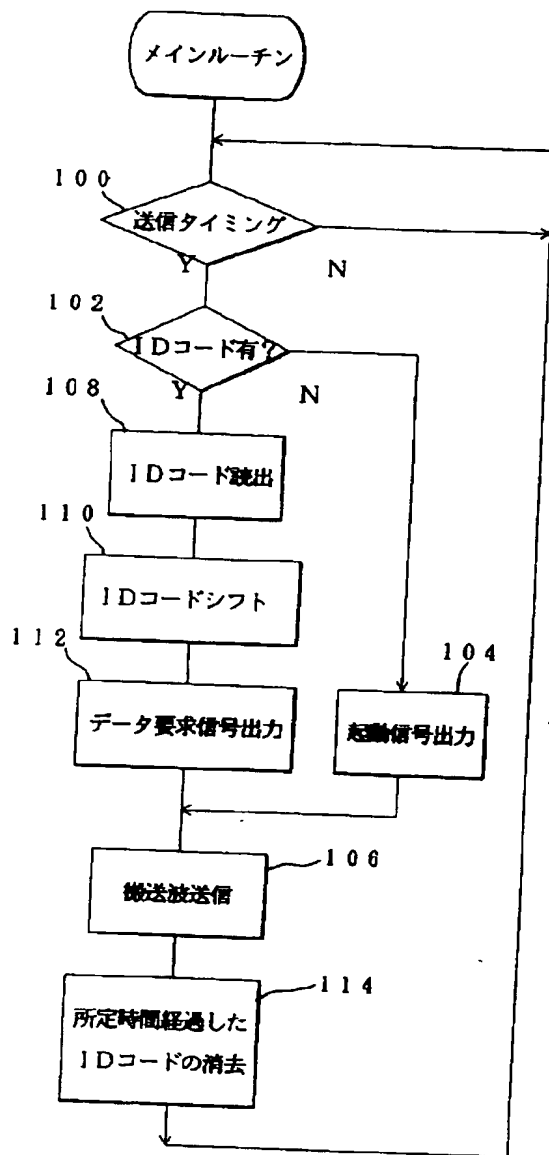 メインルーチン
100
送信タイミング
Y
N
102
IDコード有?
Y
N
108
IDコード読出
110
IDコードシフト
112
データ要求信号出力
104
起動信号出力
106
搬送波送信
114
所定時間経過した
IDコードの消去